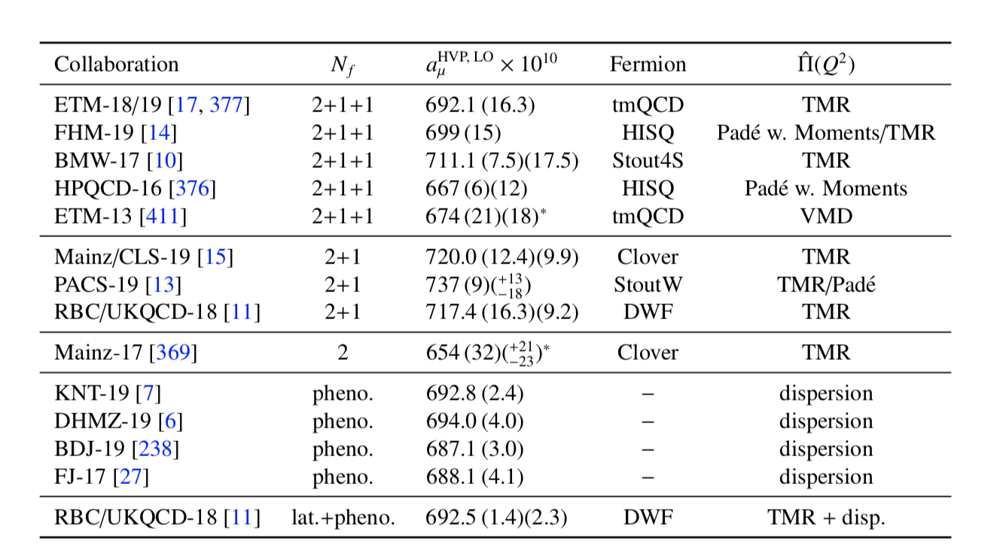 Collaboration N_f a_μ^{HVP, LO} × 10^{10} Fermion Π̂(Q²)
ETM-18/19 [17, 377] 2+1+1 692.1 (16.3) tmQCD TMR
FHM-19 [14] 2+1+1 699 (15) HISQ Padé w. Moments/TMR
BMW-17 [10] 2+1+1 711.1 (7.5)(17.5) Stout4S TMR
HPQCD-16 [376] 2+1+1 667 (6)(12) HISQ Padé w. Moments
ETM-13 [411] 2+1+1 674 (21)(18)* tmQCD VMD
Mainz/CLS-19 [15] 2+1 720.0 (12.4)(9.9) Clover TMR
PACS-19 [13] 2+1 737 (9)(^{+13}_{−18}) StoutW TMR/Padé
RBC/UKQCD-18 [11] 2+1 717.4 (16.3)(9.2) DWF TMR
Mainz-17 [369] 2 654 (32)(^{+21}_{−23})* Clover TMR
KNT-19 [7] pheno. 692.8 (2.4) – dispersion
DHMZ-19 [6] pheno. 694.0 (4.0) – dispersion
BDJ-19 [238] pheno. 687.1 (3.0) – dispersion
FJ-17 [27] pheno. 688.1 (4.1) – dispersion
RBC/UKQCD-18 [11] lat.+pheno. 692.5 (1.4)(2.3) DWF TMR + disp.